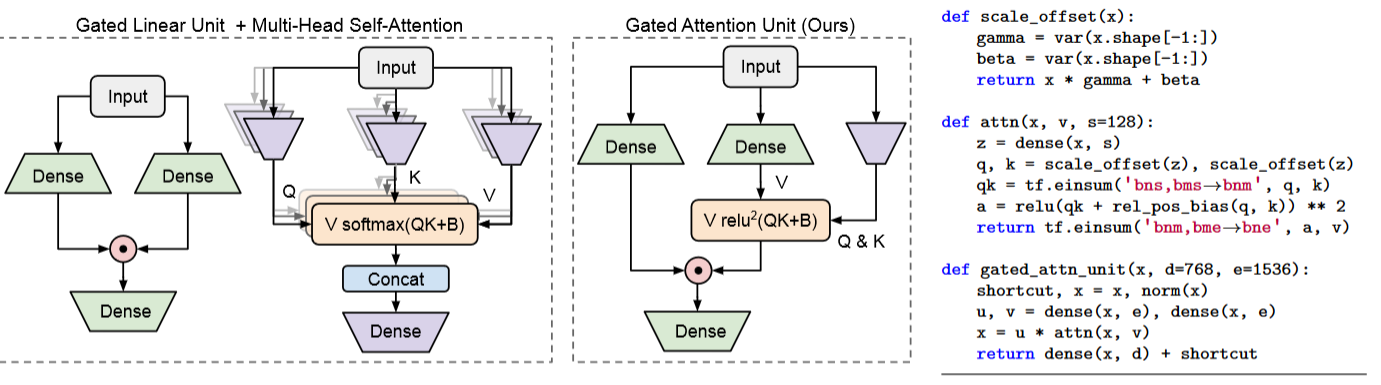 Gated Linear Unit + Multi-Head Self-Attention
Input
Dense
Dense
Dense
Input
Q
K
V
V softmax(QK+B)
Concat
Dense
Gated Attention Unit (Ours)
Input
Dense
Dense
V
V relu²(QK+B)
Q & K
Dense
def scale_offset(x):
    gamma = var(x.shape[-1:])
    beta = var(x.shape[-1:])
    return x * gamma + beta
def attn(x, v, s=128):
    z = dense(x, s)
    q, k = scale_offset(z), scale_offset(z)
    qk = tf.einsum('bns,bms→bnm', q, k)
    a = relu(qk + rel_pos_bias(q, k)) ** 2
    return tf.einsum('bnm,bme→bne', a, v)
def gated_attn_unit(x, d=768, e=1536):
    shortcut, x = x, norm(x)
    u, v = dense(x, e), dense(x, e)
    x = u * attn(x, v)
    return dense(x, d) + shortcut